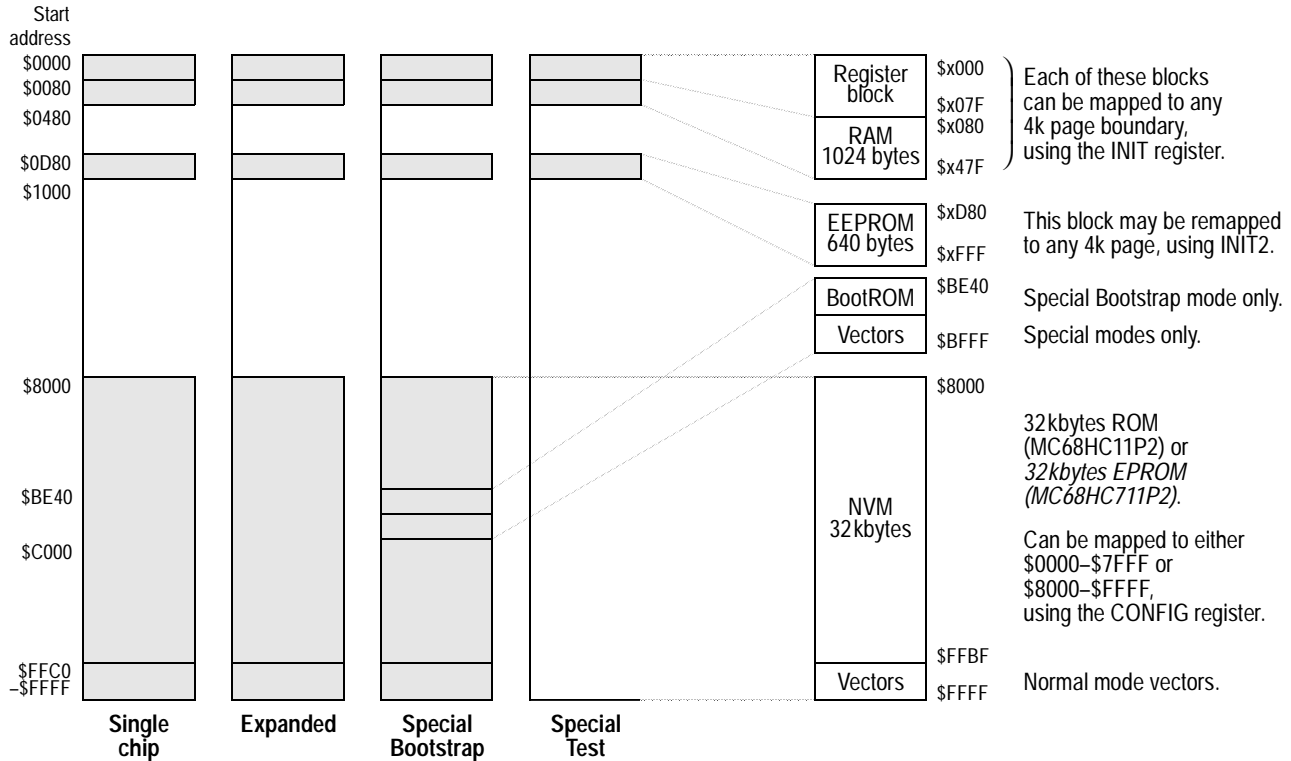 Start
address
$0000
$0080
$0480
$0D80
$1000
$8000
$BE40
$C000
$FFC0
–$FFFF
Single
chip
Expanded
Special
Bootstrap
Special
Test
Register
block
$x000
$x07F
RAM
1024 bytes
$x080
$x47F
Each of these blocks
can be mapped to any
4k page boundary,
using the INIT register.
EEPROM
640 bytes
$xD80
$xFFF
This block may be remapped
to any 4k page, using INIT2.
BootROM
$BE40
Special Bootstrap mode only.
Vectors
$BFFF
Special modes only.
$8000
NVM
32kbytes
32kbytes ROM
(MC68HC11P2) or
32kbytes EPROM
(MC68HC711P2).
Can be mapped to either
$0000–$7FFF or
$8000–$FFFF,
using the CONFIG register.
$FFBF
Vectors
$FFFF
Normal mode vectors.